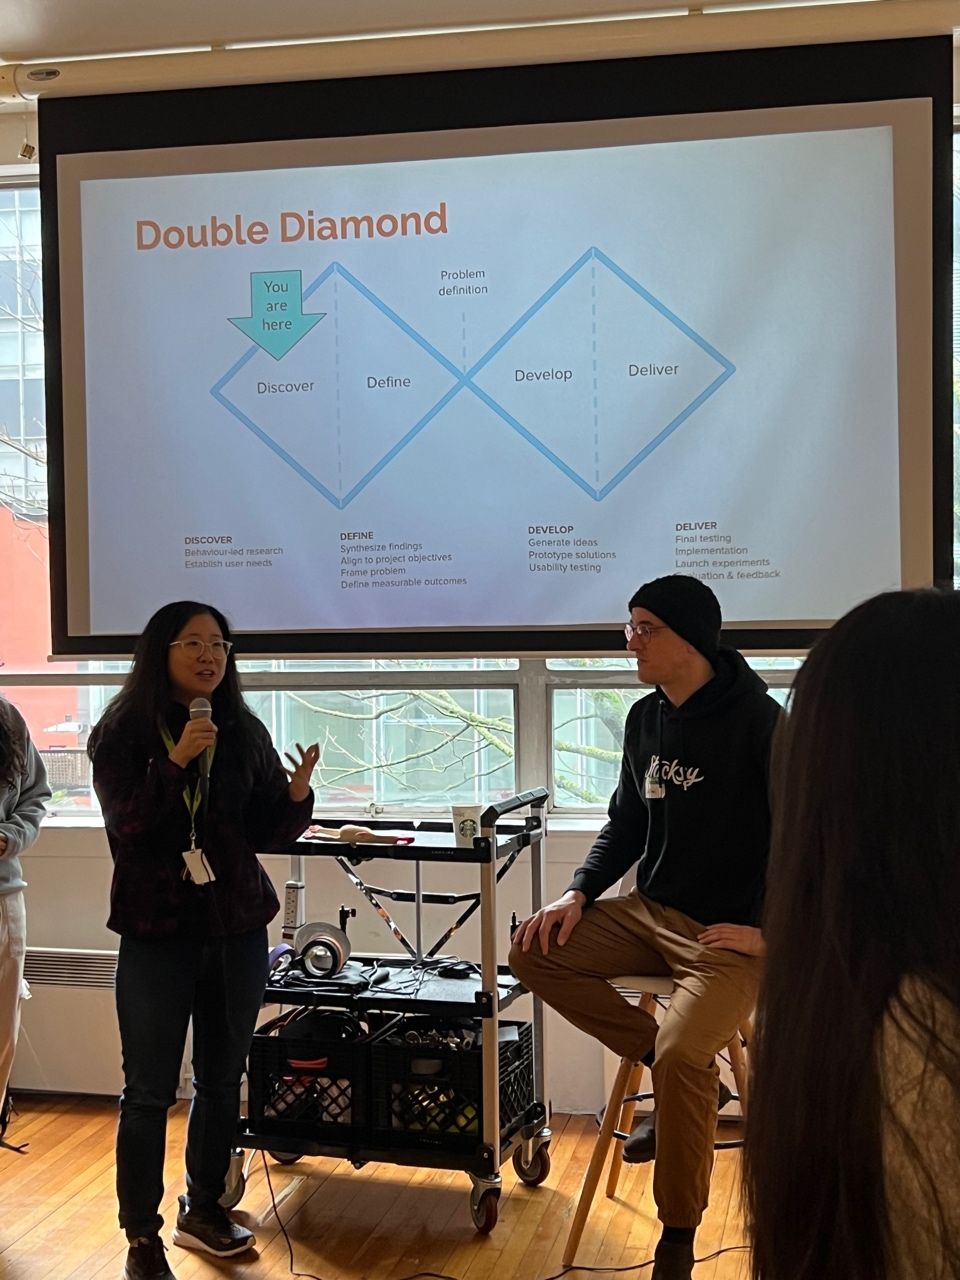 Double Diamond
You
are
here
Problem
definition
Discover
Define
Develop
Deliver
DISCOVER
Behaviour-led research
Establish user needs
DEFINE
Synthesize findings
Align to project objectives
Frame problem
Define measurable outcomes
DEVELOP
Generate ideas
Prototype solutions
Usability testing
DELIVER
Final testing
Implementation
Launch experiments
& feedback